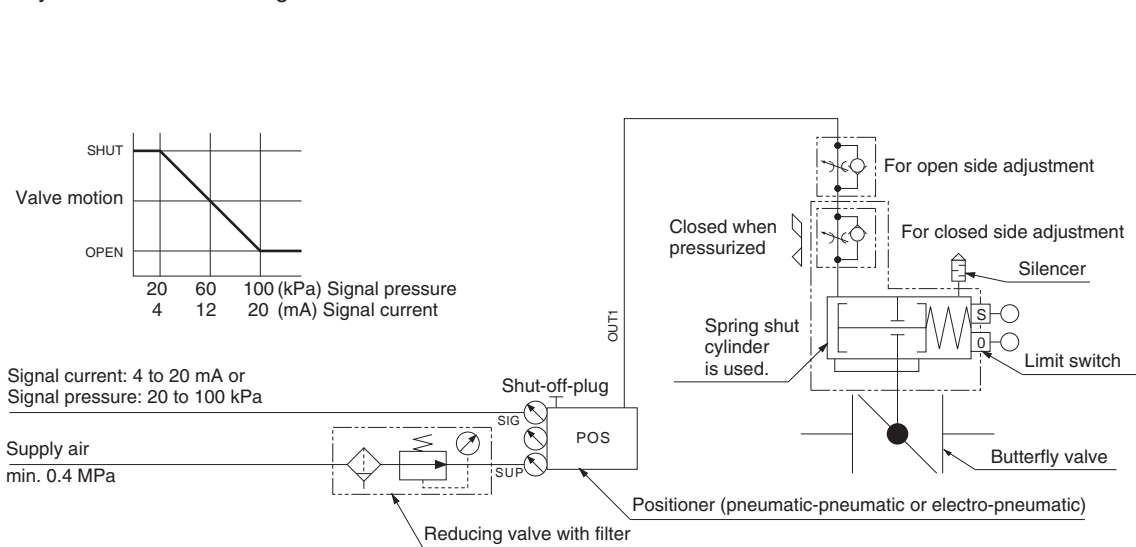 SHUT
Valve motion
OPEN
20 60 100 (kPa) Signal pressure
4 12 20 (mA) Signal current
For open side adjustment
Closed when
pressurized
For closed side adjustment
Silencer
OUT1
Spring shut
cylinder
is used.
S
0
Limit switch
Signal current: 4 to 20 mA or
Signal pressure: 20 to 100 kPa
Shut-off-plug
SIG
POS
Supply air
min. 0.4 MPa
SUP
Butterfly valve
Positioner (pneumatic-pneumatic or electro-pneumatic)
Reducing valve with filter